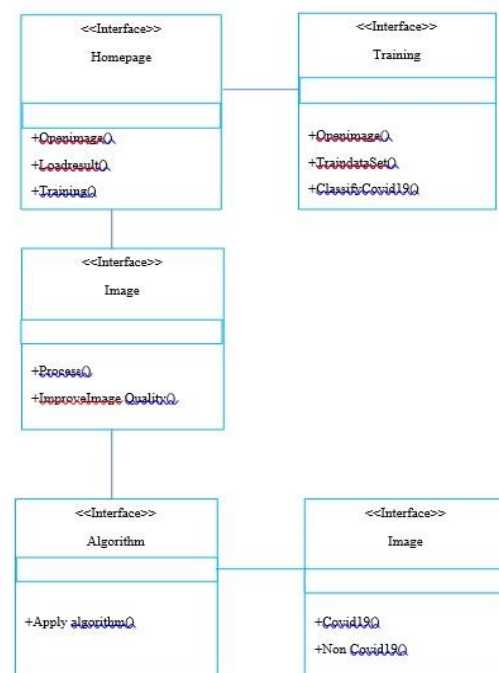 <<Interface>>
Homepage
+Openimage()
+Loadresult()
+Training()
<<Interface>>
Training
+Openimage()
+TraindataSet()
+ClassifyCovid19()
<<Interface>>
Image
+Process()
+ImproveImage Quality()
<<Interface>>
Algorithm
+Apply algorithm()
<<Interface>>
Image
+Covid19()
+Non Covid19()